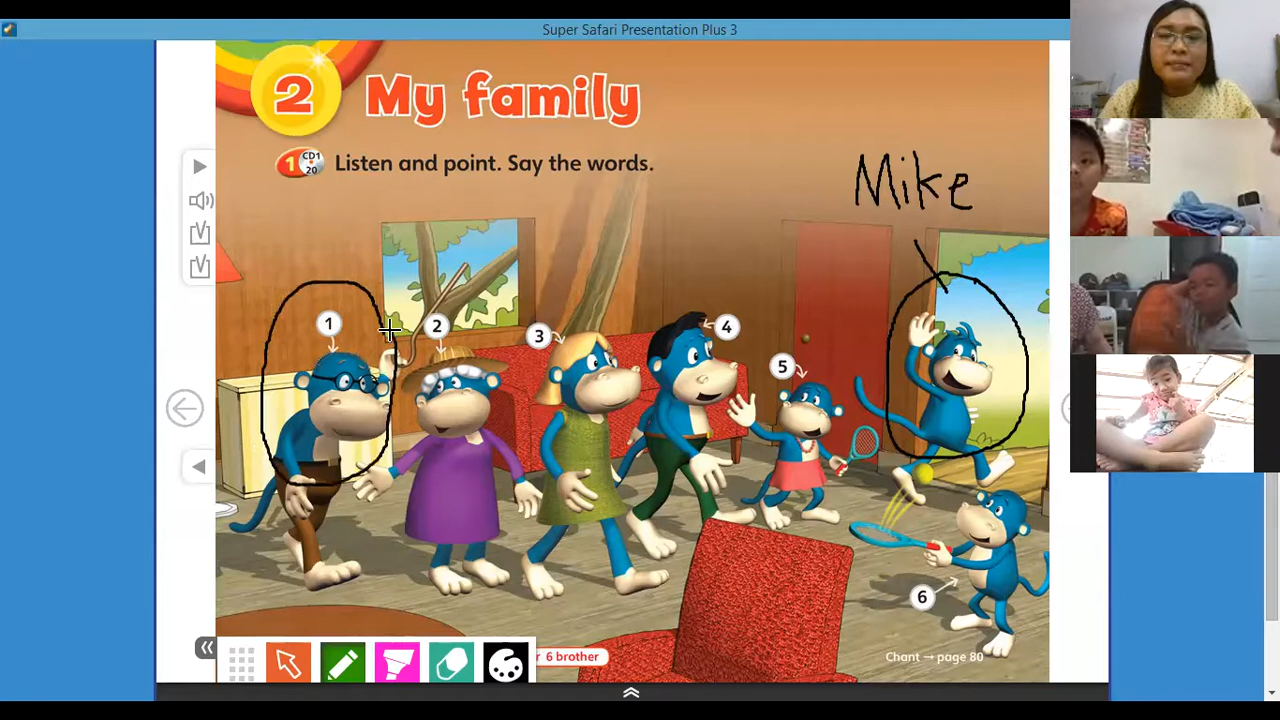 Super Safari Presentation Plus 3
2 My family
1 CD1 20 Listen and point. Say the words.
Mike
1
2
3
4
5
6
r 6 brother
Chant → page 80